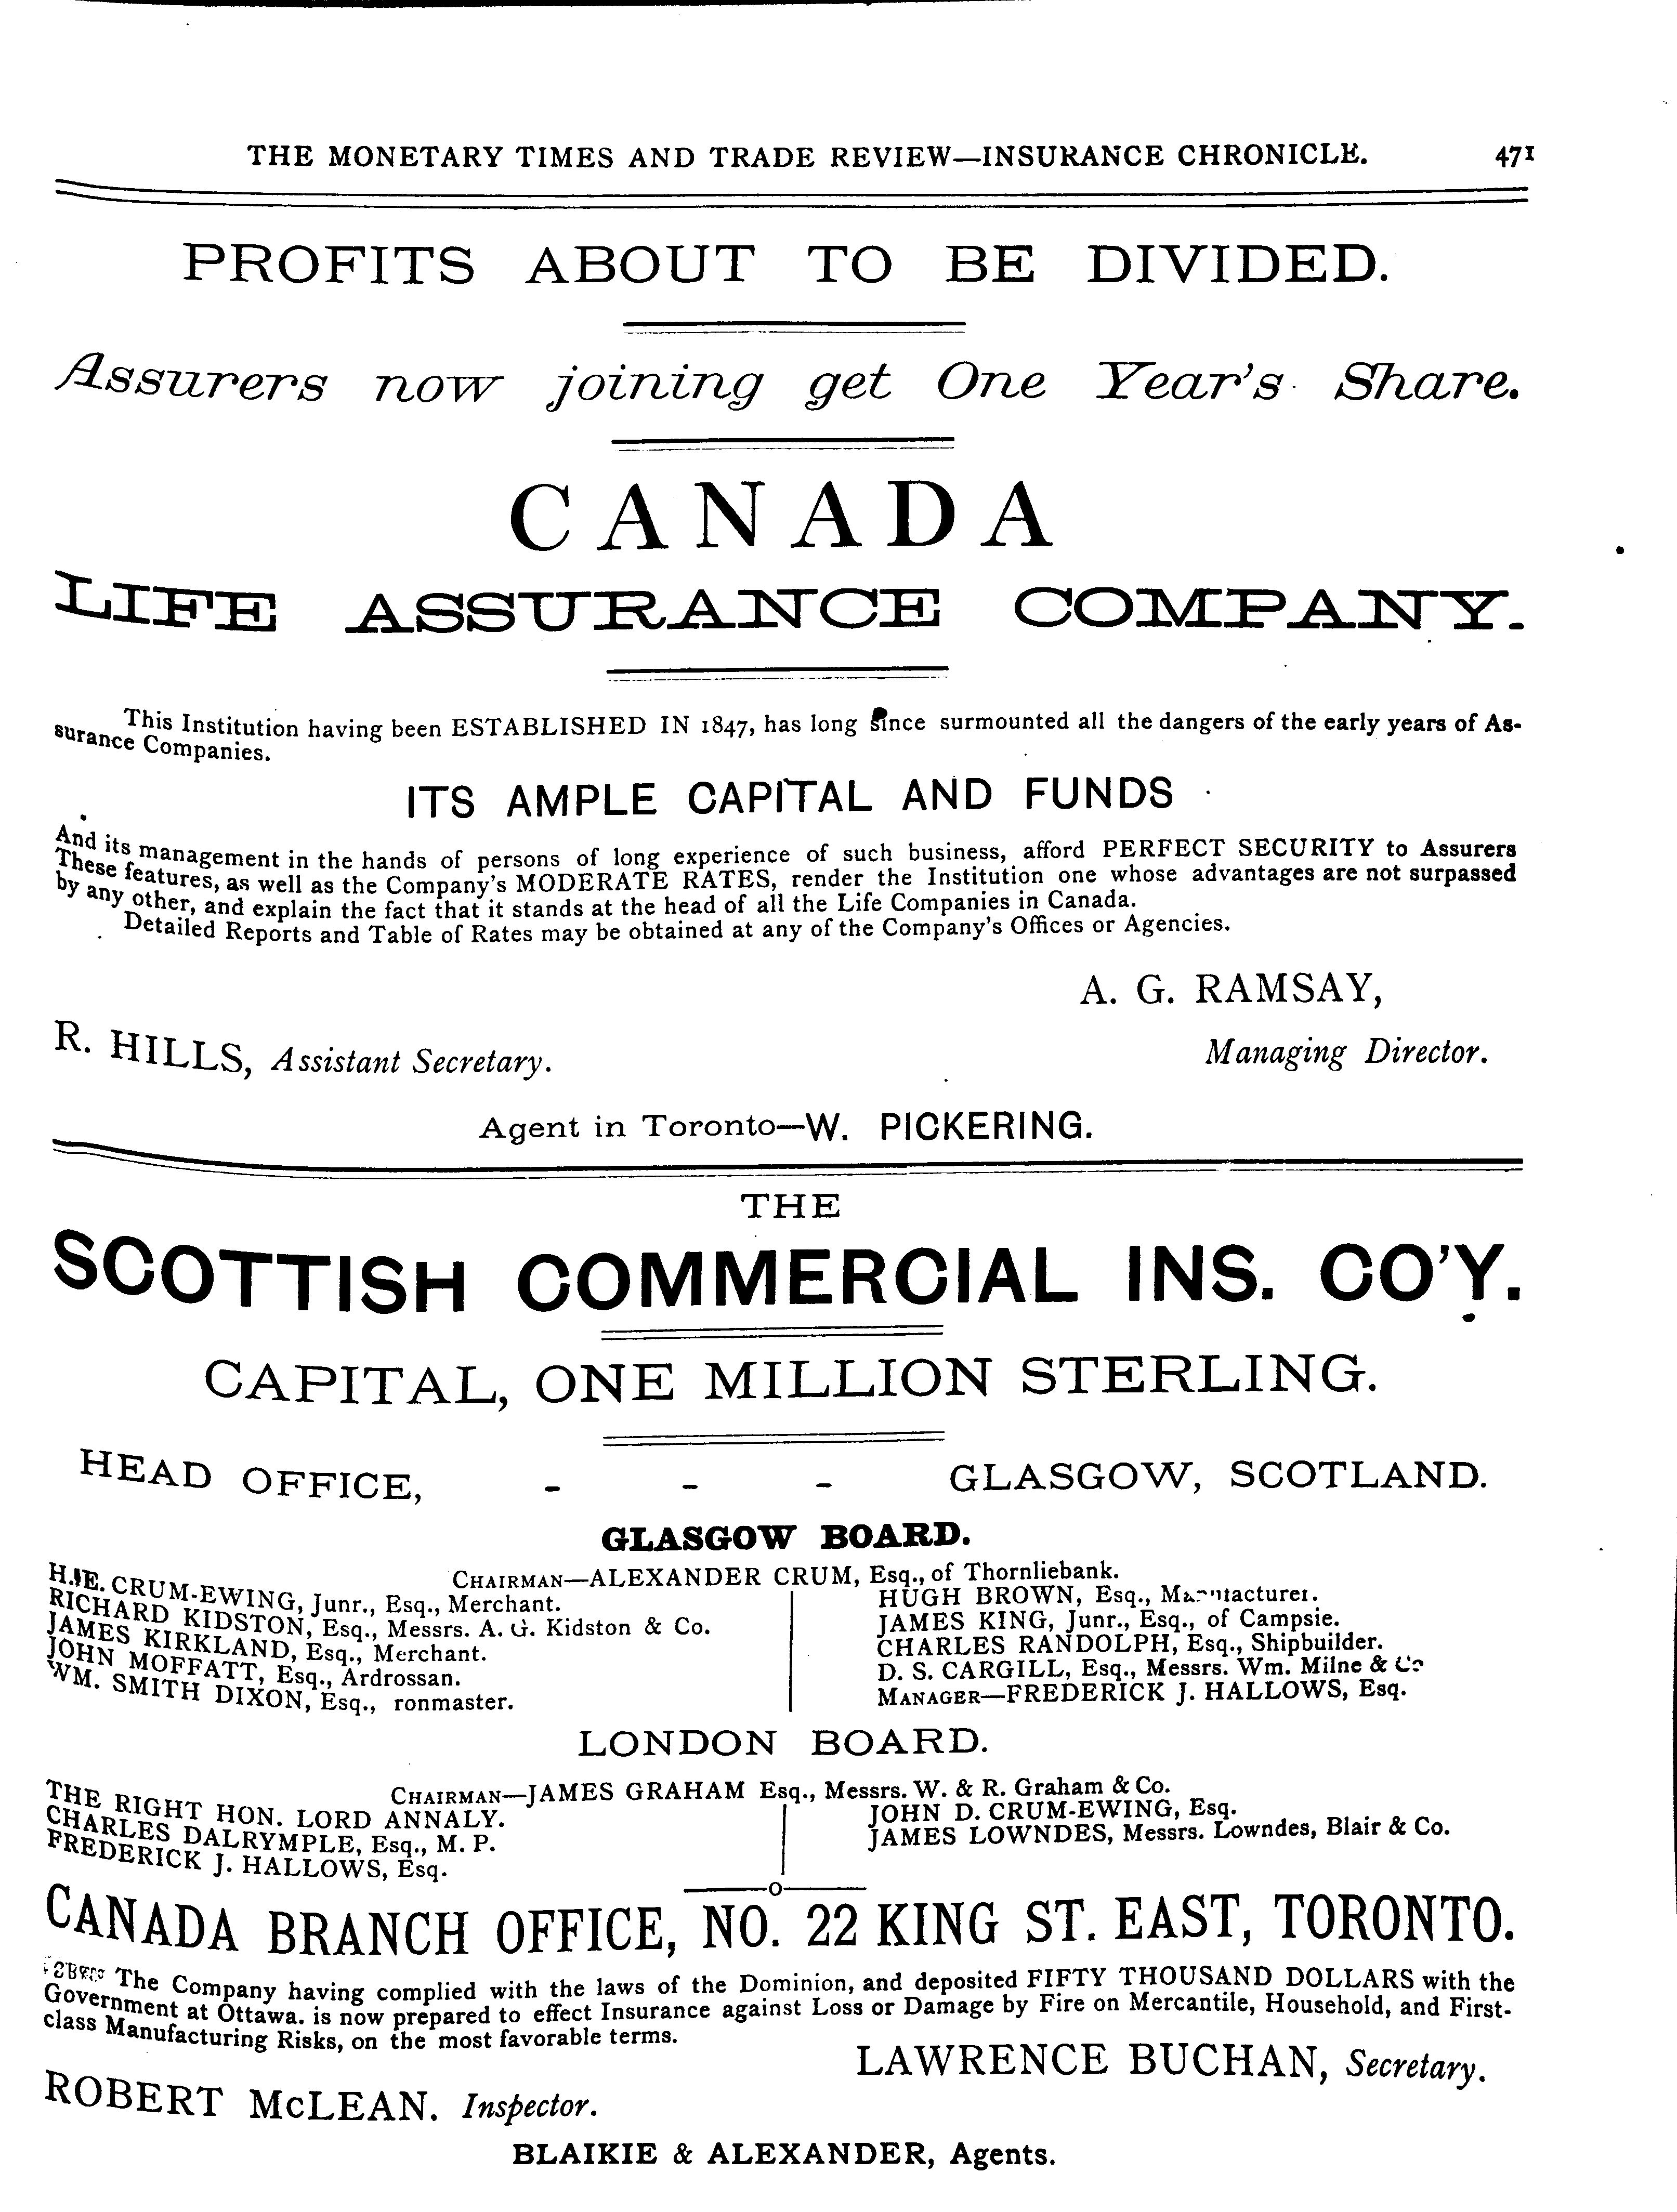 THE MONETARY TIMES AND TRADE REVIEW—INSURANCE CHRONICLE. 471
PROFITS ABOUT TO BE DIVIDED.
Assurers now joining get One Year's Share.
CANADA
LIFE ASSURANCE COMPANY.
This Institution having been ESTABLISHED IN 1847, has long since surmounted all the dangers of the early years of As-
surance Companies.
ITS AMPLE CAPITAL AND FUNDS
And its management in the hands of persons of long experience of such business, afford PERFECT SECURITY to Assurers
These features, as well as the Company's MODERATE RATES, render the Institution one whose advantages are not surpassed
by any other, and explain the fact that it stands at the head of all the Life Companies in Canada.
Detailed Reports and Table of Rates may be obtained at any of the Company's Offices or Agencies.
A. G. RAMSAY,
Managing Director.
R. HILLS, Assistant Secretary.
Agent in Toronto—W. PICKERING.
THE
SCOTTISH COMMERCIAL INS. CO'Y.
CAPITAL, ONE MILLION STERLING.
HEAD OFFICE, - - - GLASGOW, SCOTLAND.
GLASGOW BOARD.
CHAIRMAN—ALEXANDER CRUM, Esq., of Thornliebank.
H. E. CRUM-EWING, Junr., Esq., Merchant.
RICHARD KIDSTON, Esq., Messrs. A. G. Kidston & Co.
JAMES KIRKLAND, Esq., Merchant.
JOHN MOFFATT, Esq., Ardrossan.
WM. SMITH DIXON, Esq., ronmaster.
HUGH BROWN, Esq., Manufacturer.
JAMES KING, Junr., Esq., of Campsie.
CHARLES RANDOLPH, Esq., Shipbuilder.
D. S. CARGILL, Esq., Messrs. Wm. Milne & Co
MANAGER—FREDERICK J. HALLOWS, Esq.
LONDON BOARD.
CHAIRMAN—JAMES GRAHAM Esq., Messrs. W. & R. Graham & Co.
THE RIGHT HON. LORD ANNALY.
CHARLES DALRYMPLE, Esq., M. P.
FREDERICK J. HALLOWS, Esq.
JOHN D. CRUM-EWING, Esq.
JAMES LOWNDES, Messrs. Lowndes, Blair & Co.
CANADA BRANCH OFFICE, NO. 22 KING ST. EAST, TORONTO.
The Company having complied with the laws of the Dominion, and deposited FIFTY THOUSAND DOLLARS with the
Government at Ottawa. is now prepared to effect Insurance against Loss or Damage by Fire on Mercantile, Household, and First-
class Manufacturing Risks, on the most favorable terms.
LAWRENCE BUCHAN, Secretary.
ROBERT McLEAN. Inspector.
BLAIKIE & ALEXANDER, Agents.